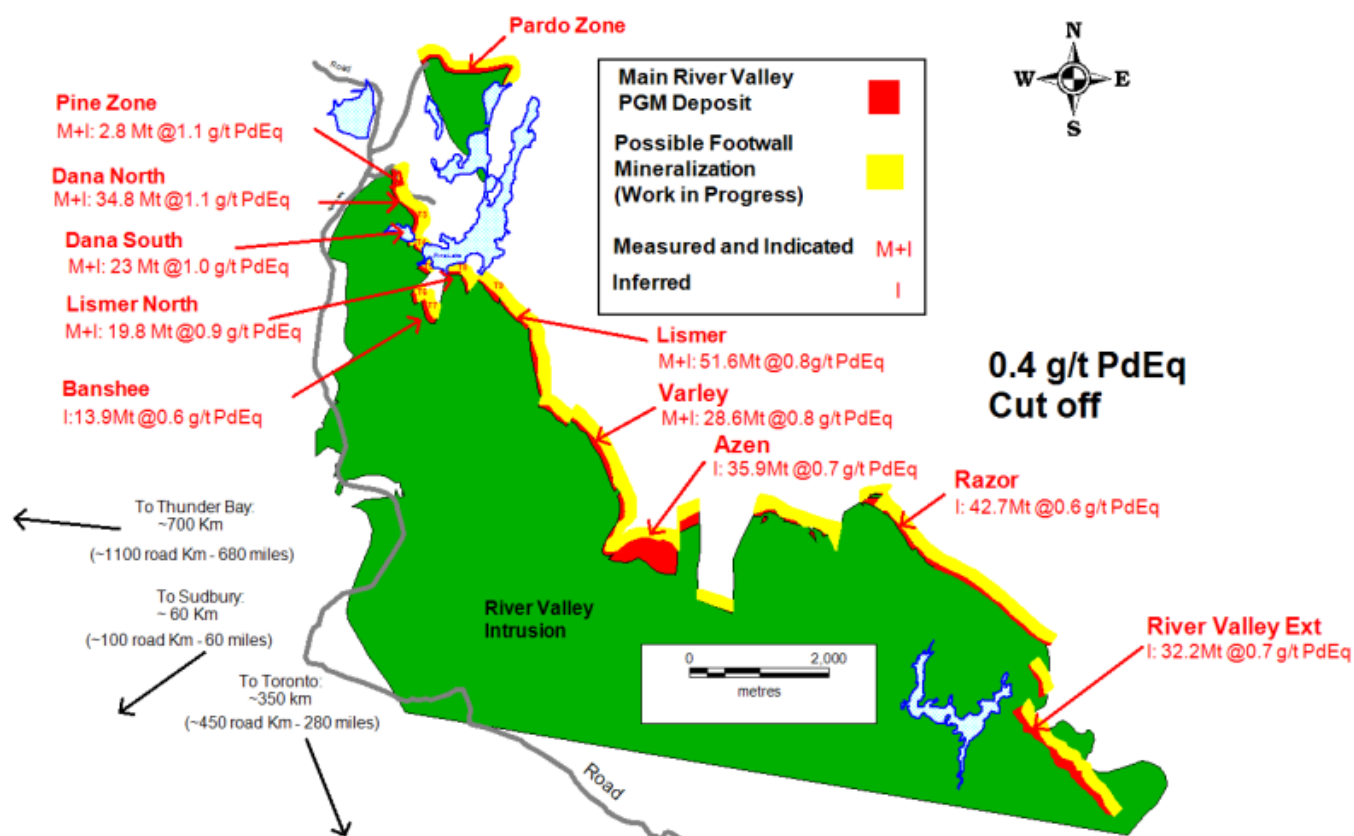 Pardo Zone
N
W E
S
Road
Main River Valley
PGM Deposit
Possible Footwall
Mineralization
(Work in Progress)
Measured and Indicated M+I
Inferred I
Pine Zone
M+I: 2.8 Mt @1.1 g/t PdEq
Dana North
M+I: 34.8 Mt @1.1 g/t PdEq
Dana South
M+I: 23 Mt @1.0 g/t PdEq
Lismer North
M+I: 19.8 Mt @0.9 g/t PdEq
Banshee
I:13.9Mt @0.6 g/t PdEq
T3
T6
T7
T9
Lismer
M+I: 51.6Mt @0.8g/t PdEq
Varley
M+I: 28.6Mt @0.8 g/t PdEq
Azen
I: 35.9Mt @0.7 g/t PdEq
0.4 g/t PdEq
Cut off
Razor
I: 42.7Mt @0.6 g/t PdEq
To Thunder Bay:
~700 Km
(~1100 road Km - 680 miles)
To Sudbury:
~ 60 Km
(~100 road Km - 60 miles)
To Toronto:
~350 km
(~450 road Km - 280 miles)
River Valley
Intrusion
0 2,000
metres
River Valley Ext
I: 32.2Mt @0.7 g/t PdEq
Road